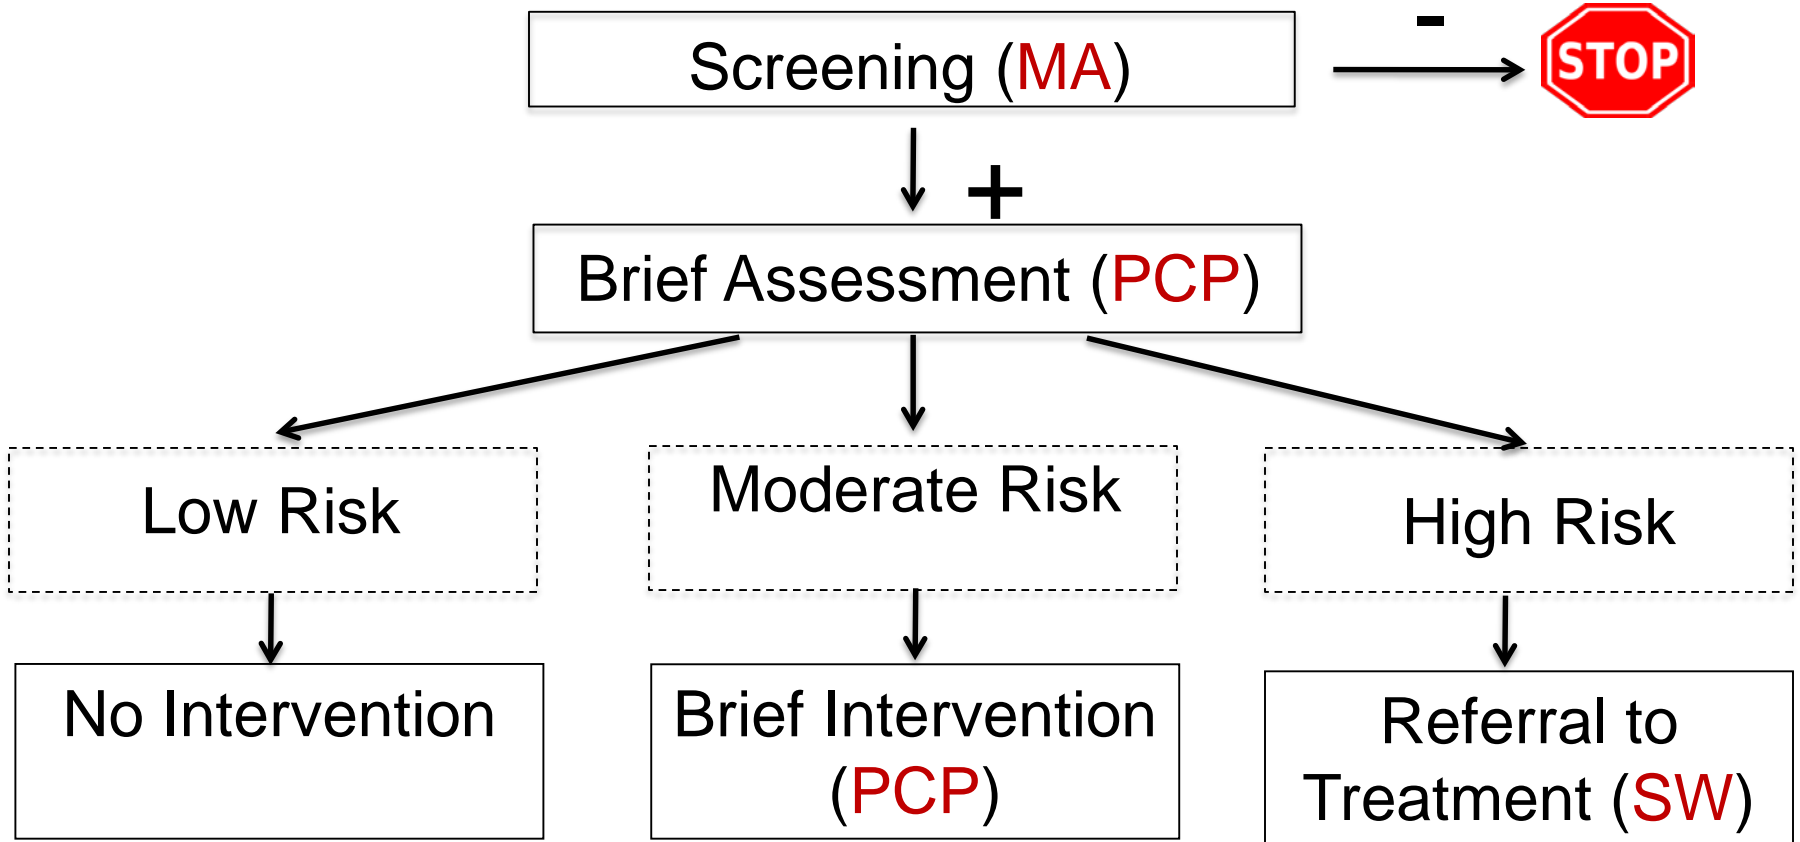 Screening (MA)
-
STOP
+
Brief Assessment (PCP)
Low Risk
Moderate Risk
High Risk
No Intervention
Brief Intervention
(PCP)
Referral to
Treatment (SW)